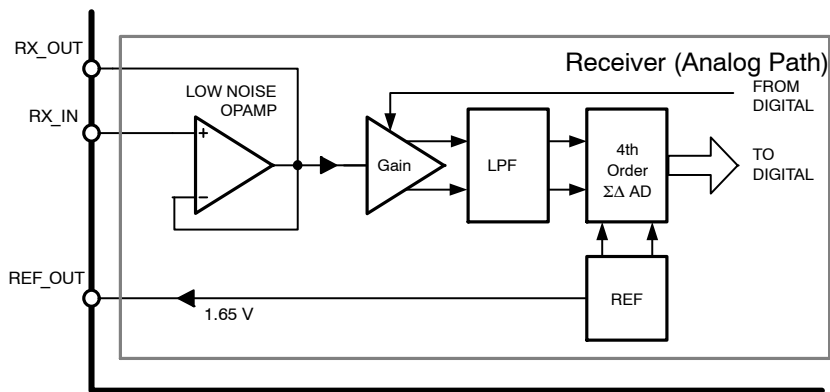 Receiver (Analog Path)
RX_OUT
RX_IN
LOW NOISE
OPAMP
+
−
Gain
LPF
4th
Order
ΣΔ AD
FROM
DIGITAL
TO
DIGITAL
REF_OUT
1.65 V
REF